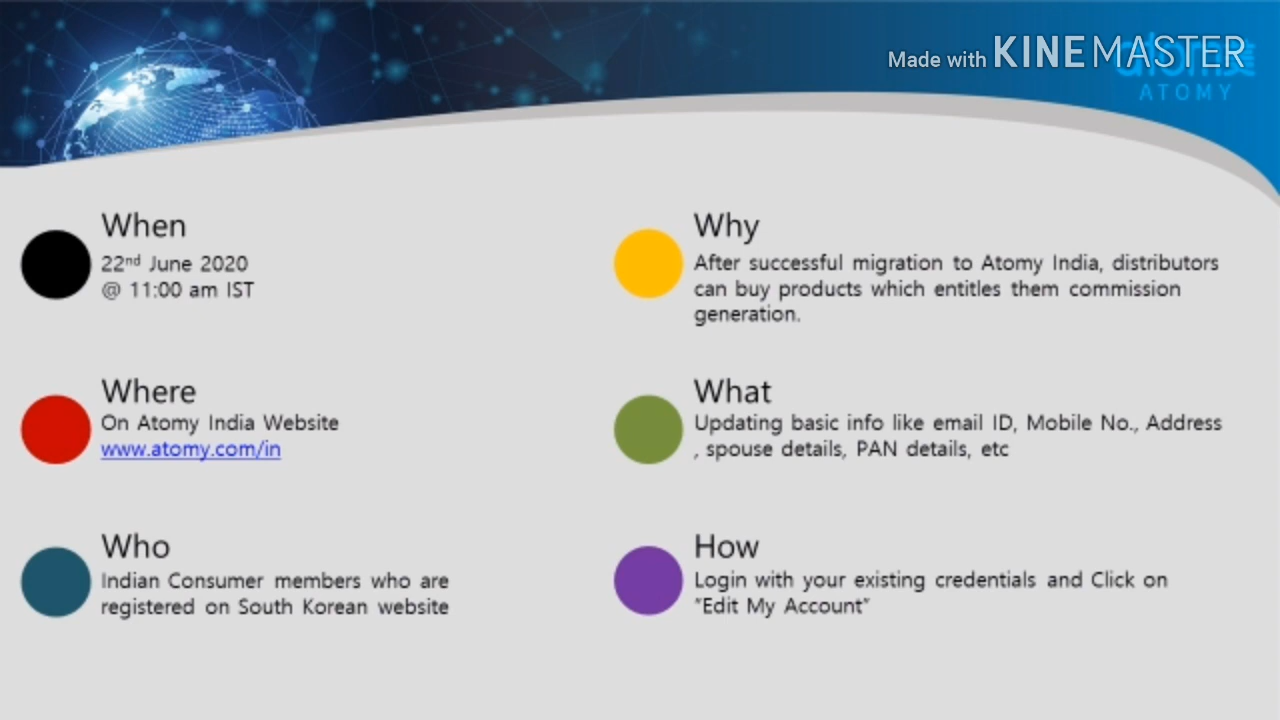 Made with KINEMASTER
ATOMY
When
22nd June 2020
@ 11:00 am IST
Why
After successful migration to Atomy India, distributors
can buy products which entitles them commission
generation.
Where
On Atomy India Website
www.atomy.com/in
What
Updating basic info like email ID, Mobile No., Address
, spouse details, PAN details, etc
Who
Indian Consumer members who are
registered on South Korean website
How
Login with your existing credentials and Click on
"Edit My Account"